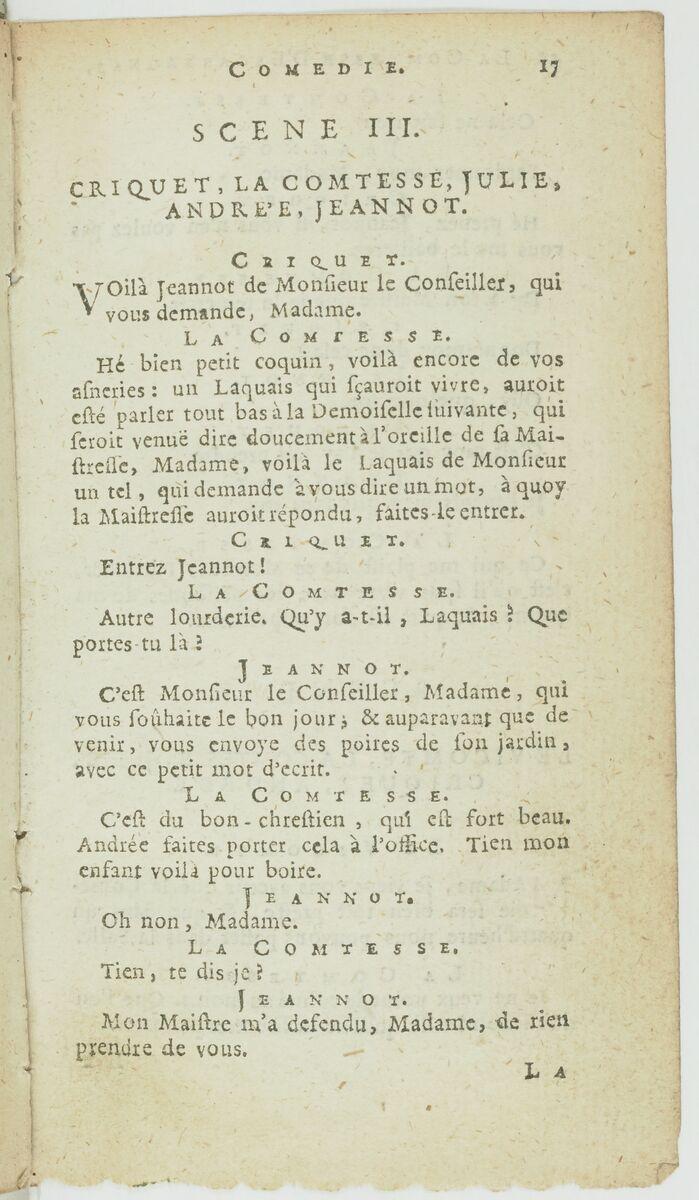 COMEDIE. 17
SCENE III.
CRIQUET, LA COMTESSE, JULIE,
ANDRE'E, JEANNOT.
CRIQUET.
VOilà Jeannot de Monſieur le Conſeiller, qui
vous demande, Madame.
LA COMTESSE.
Hé bien petit coquin, voilà encore de vos
aſneries: un Laquais qui ſçauroit vivre, auroit
eſté parler tout bas à la Demoiſelle ſuivante, qui
ſeroit venuë dire doucement à l'oreille de ſa Mai-
ſtreſſe, Madame, voilà le Laquais de Monſieur
un tel, qui demande à vous dire un mot, à quoy
la Maiſtreſſe auroit répondu, faites-le entrer.
CRIQUET.
Entrez Jeannot!
LA COMTESSE.
Autre lourderie. Qu'y a-t-il, Laquais? Que
portes-tu là?
JEANNOT.
C'eſt Monſieur le Conſeiller, Madame, qui
vous ſoûhaite le bon jour; & auparavant que de
venir, vous envoye des poires de ſon jardin,
avec ce petit mot d'ecrit.
LA COMTESSE.
C'eſt du bon-chreſtien, qui eſt fort beau.
Andrée faites porter cela à l'office. Tien mon
enfant voilà pour boire.
JEANNOT.
Oh non, Madame.
LA COMTESSE.
Tien, te dis je?
JEANNOT.
Mon Maiſtre m'a defendu, Madame, de rien
prendre de vous.
LA